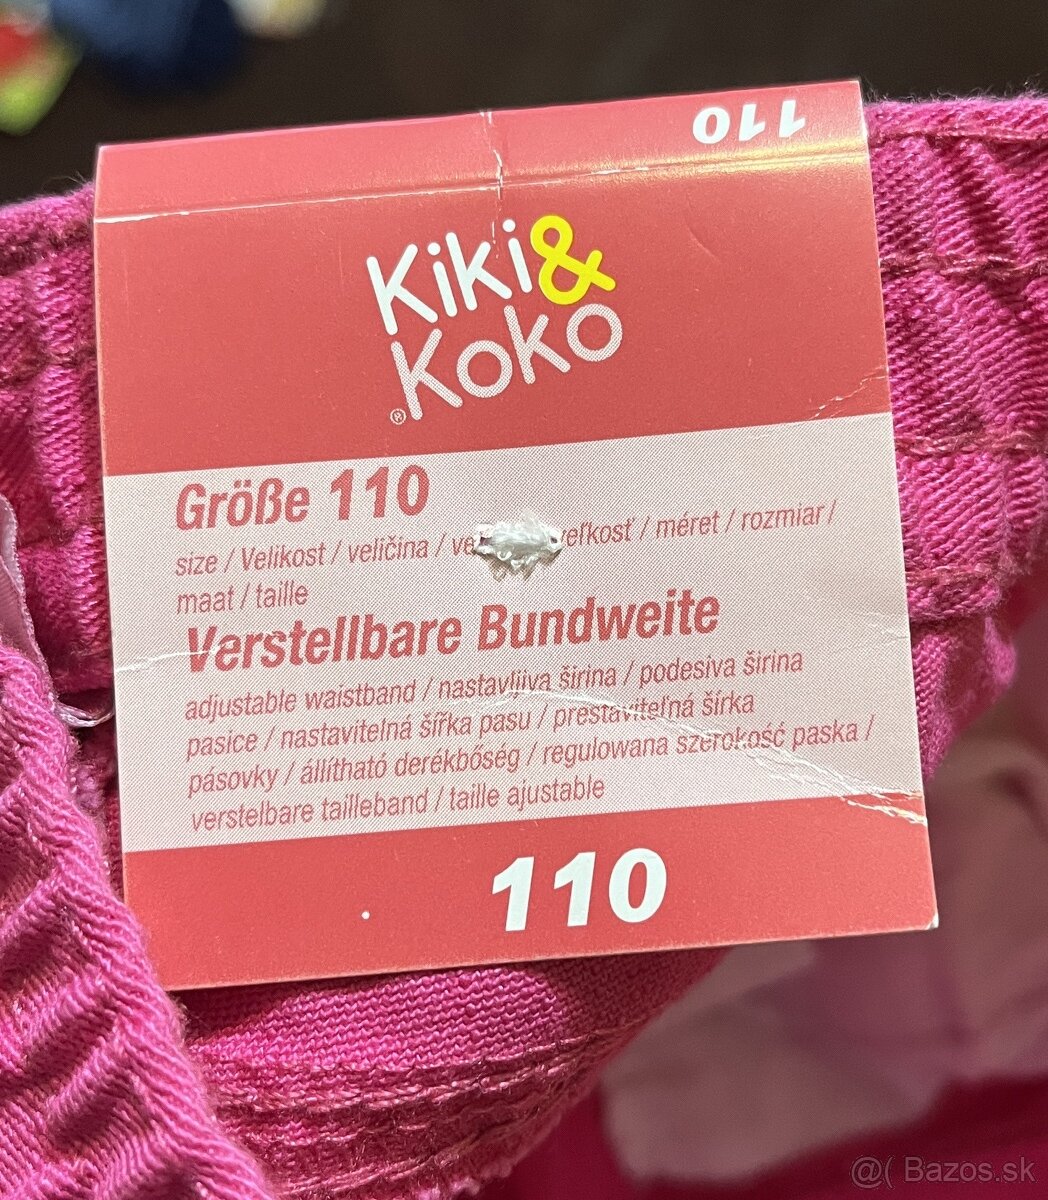 110
Kiki&
Koko
®
Größe 110
size / Velikost / veličina / veľkosť / méret / rozmiar /
maat / taille
Verstellbare Bundweite
adjustable waistband / nastavljiva širina / podesiva širina
pasice / nastavitelná šířka pasu / prestaviteľná šírka
pásovky / állítható derékbőség / regulowana szerokość paska /
verstelbare tailleband / taille ajustable
110
@( Bazos.sk